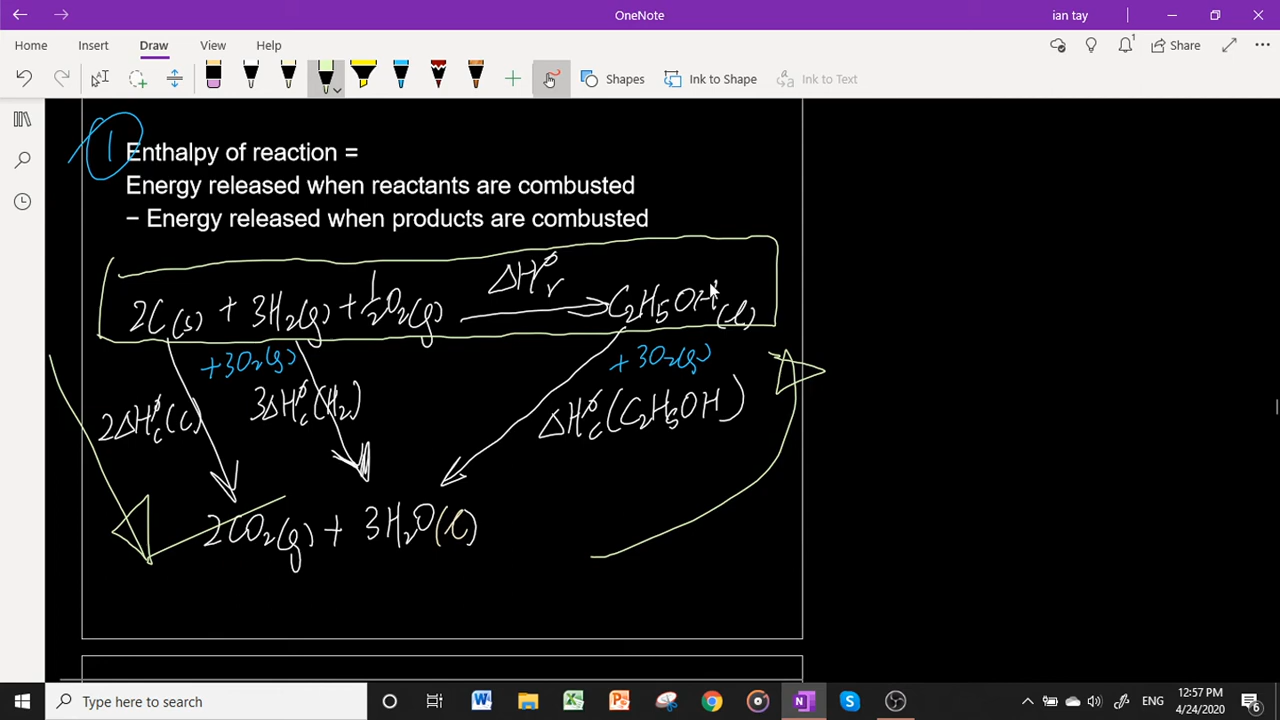 OneNote
ian tay
Home Insert Draw View Help
Share
Shapes Ink to Shape Ink to Text
① Enthalpy of reaction =
Energy released when reactants are combusted
− Energy released when products are combusted
ΔH°r
2C(s) + 3H2(g) + ½O2(g) → C2H5OH(l)
+3O2(g) + 3O2(g)
2ΔH°c(C) 3ΔH°c(H2) ΔH°c(C2H5OH)
2CO2(g) + 3H2O(l)
Type here to search
ENG
12:57 PM
4/24/2020
6